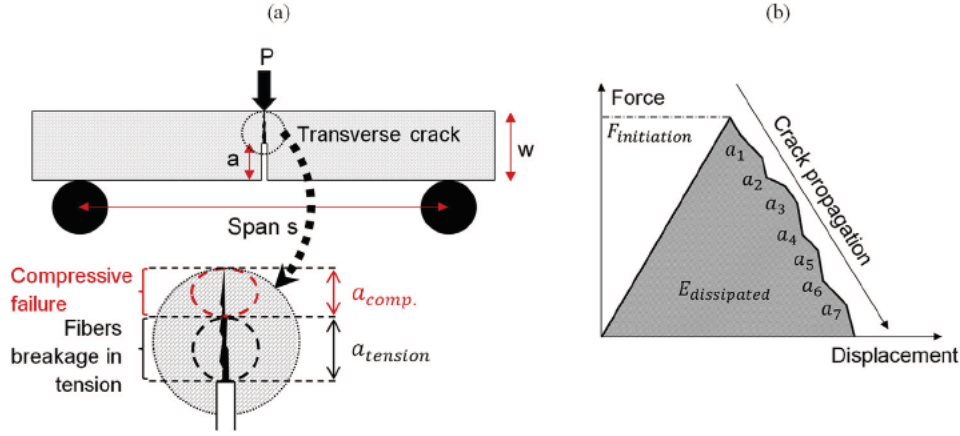 (a)
P
Transverse crack
a
w
Span s
Compressive
failure
a_comp.
Fibers
breakage in
tension
a_tension
(b)
Force
F_initiation
a_1
a_2
a_3
a_4
a_5
a_6
a_7
Crack propagation
E_dissipated
Displacement